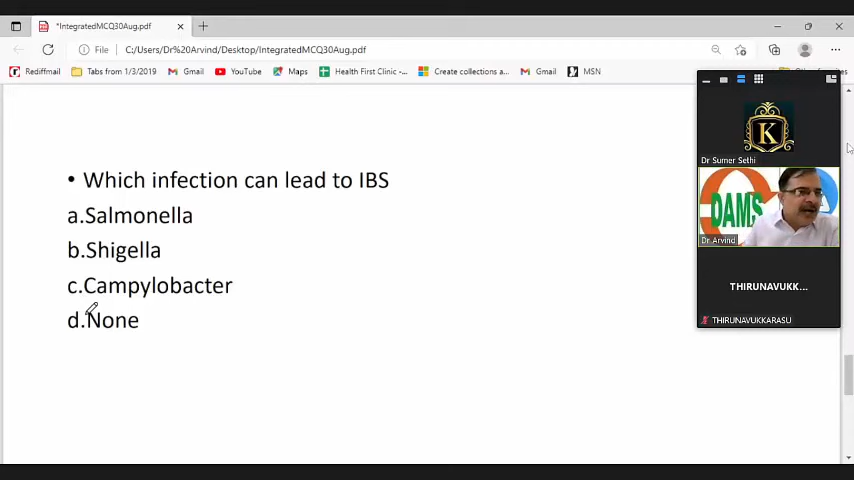 *IntegratedMCQ30Aug.pdf
File C:/Users/Dr%20Arvind/Desktop/IntegratedMCQ30Aug.pdf
Rediffmail Tabs from 1/3/2019 Gmail YouTube Maps Health First Clinic -... Create collections a... Gmail MSN Other favorites
• Which infection can lead to IBS
a.Salmonella
b.Shigella
c.Campylobacter
d.None
K
Dr Sumer Sethi
DAMS
Dr Arvind
THIRUNAVUKK...
THIRUNAVUKKARASU